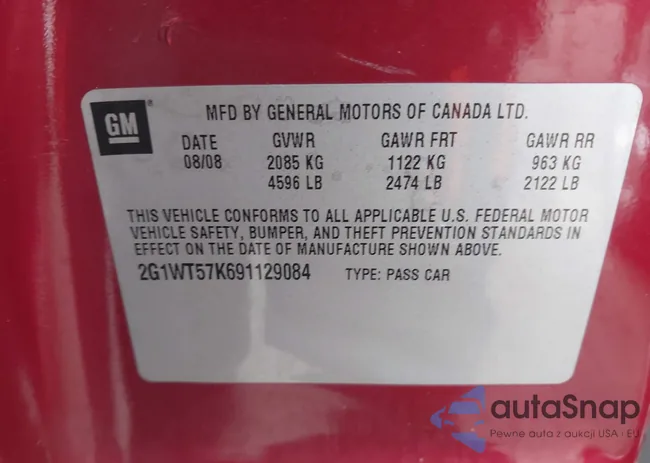 GM
MFD BY GENERAL MOTORS OF CANADA LTD.
DATE GVWR GAWR FRT GAWR RR
08/08 2085 KG 1122 KG 963 KG
4596 LB 2474 LB 2122 LB
THIS VEHICLE CONFORMS TO ALL APPLICABLE U.S. FEDERAL MOTOR
VEHICLE SAFETY, BUMPER, AND THEFT PREVENTION STANDARDS IN
EFFECT ON THE DATE OF MANUFACTURE SHOWN ABOVE.
2G1WT57K691129084 TYPE: PASS CAR
autaSnap
Pewne auta z aukcji USA i EU